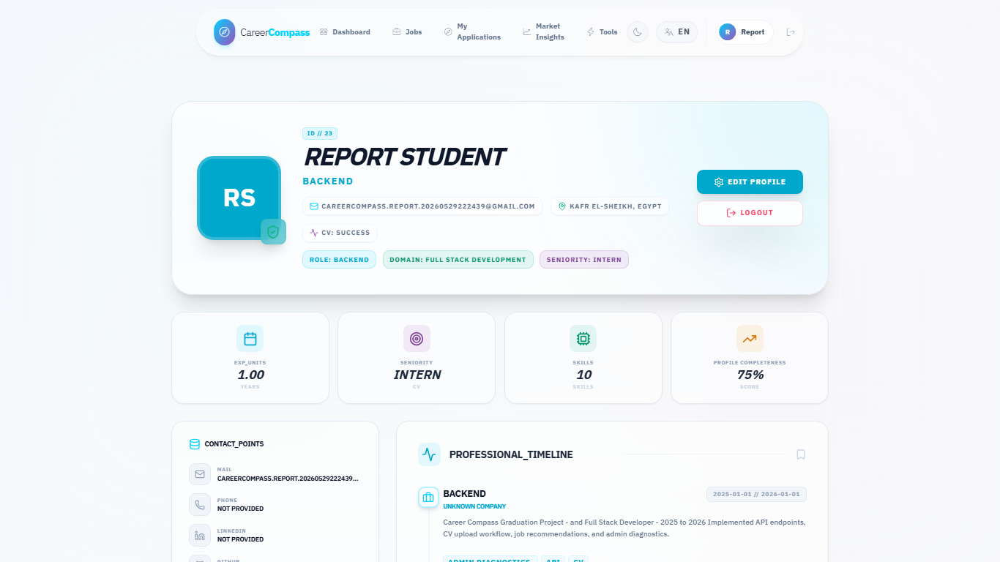 CareerCompass
Dashboard
Jobs
My
Applications
Market
Insights
Tools
EN
R
Report
ID // 23
REPORT STUDENT
BACKEND
RS
CAREERCOMPASS.REPORT.20260529222439@GMAIL.COM
KAFR EL-SHEIKH, EGYPT
CV: SUCCESS
ROLE: BACKEND
DOMAIN: FULL STACK DEVELOPMENT
SENIORITY: INTERN
EDIT PROFILE
LOGOUT
EXP_UNITS
1.00
YEARS
SENIORITY
INTERN
CV
SKILLS
10
SKILLS
PROFILE COMPLETENESS
75%
SCORE
CONTACT_POINTS
MAIL
CAREERCOMPASS.REPORT.20260529222439...
PHONE
NOT PROVIDED
LINKEDIN
NOT PROVIDED
GITHUB
PROFESSIONAL_TIMELINE
BACKEND
2025-01-01 // 2026-01-01
UNKNOWN COMPANY
Career Compass Graduation Project - and Full Stack Developer - 2025 to 2026 Implemented API endpoints,
CV upload workflow, job recommendations, and admin diagnostics.
ADMIN DIAGNOSTICS
API
CV